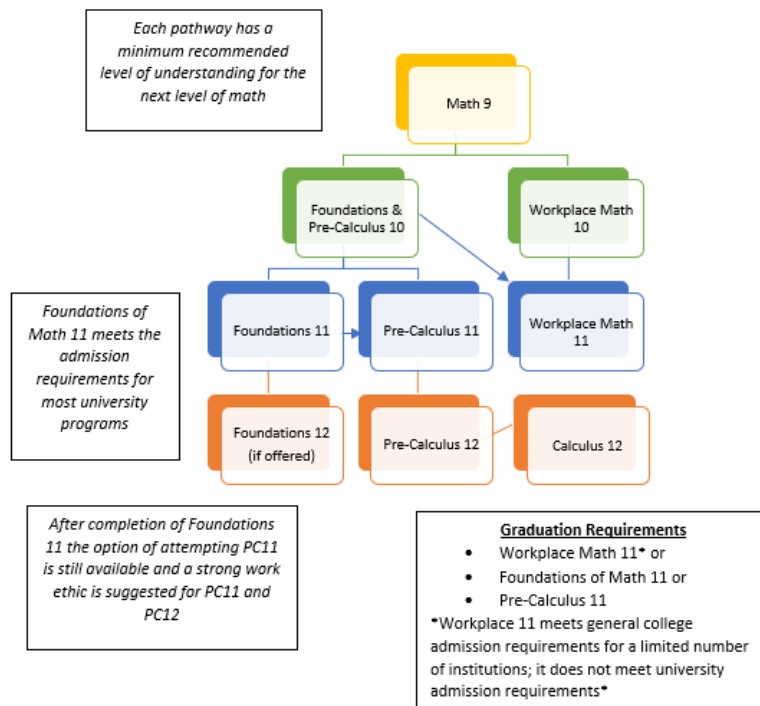 Each pathway has a
minimum recommended
level of understanding for the
next level of math
Math 9
Foundations &
Pre-Calculus 10
Workplace Math
10
Foundations of
Math 11 meets the
admission
requirements for
most university
programs
Foundations 11
Pre-Calculus 11
Workplace Math
11
Foundations 12
(if offered)
Pre-Calculus 12
Calculus 12
After completion of Foundations
11 the option of attempting PC11
is still available and a strong work
ethic is suggested for PC11 and
PC12
Graduation Requirements
• Workplace Math 11* or
• Foundations of Math 11 or
• Pre-Calculus 11
*Workplace 11 meets general college
admission requirements for a limited number
of institutions; it does not meet university
admission requirements*